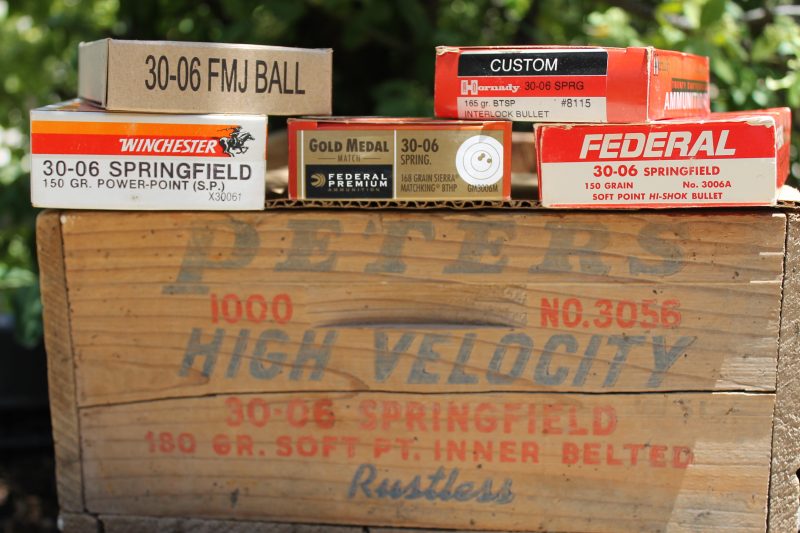 30-06 FMJ BALL
CUSTOM
Hornady 30-06 SPRG
165 gr. BTSP #8115
INTERLOCK BULLET
AMMUNITION
WINCHESTER
30-06 SPRINGFIELD
150 GR. POWER-POINT (S.P.)
X30061
GOLD MEDAL
MATCH
FEDERAL
PREMIUM
AMMUNITION
30-06
SPRING.
168 GRAIN SIERRA
MATCHKING BTHP
GM3006M
FEDERAL
30-06 SPRINGFIELD
150 GRAIN No. 3006A
SOFT POINT HI-SHOK BULLET
PETERS
1000 NO.3056
HIGH VELOCITY
30-06 SPRINGFIELD
180 GR. SOFT PT. INNER BELTED
Rustless